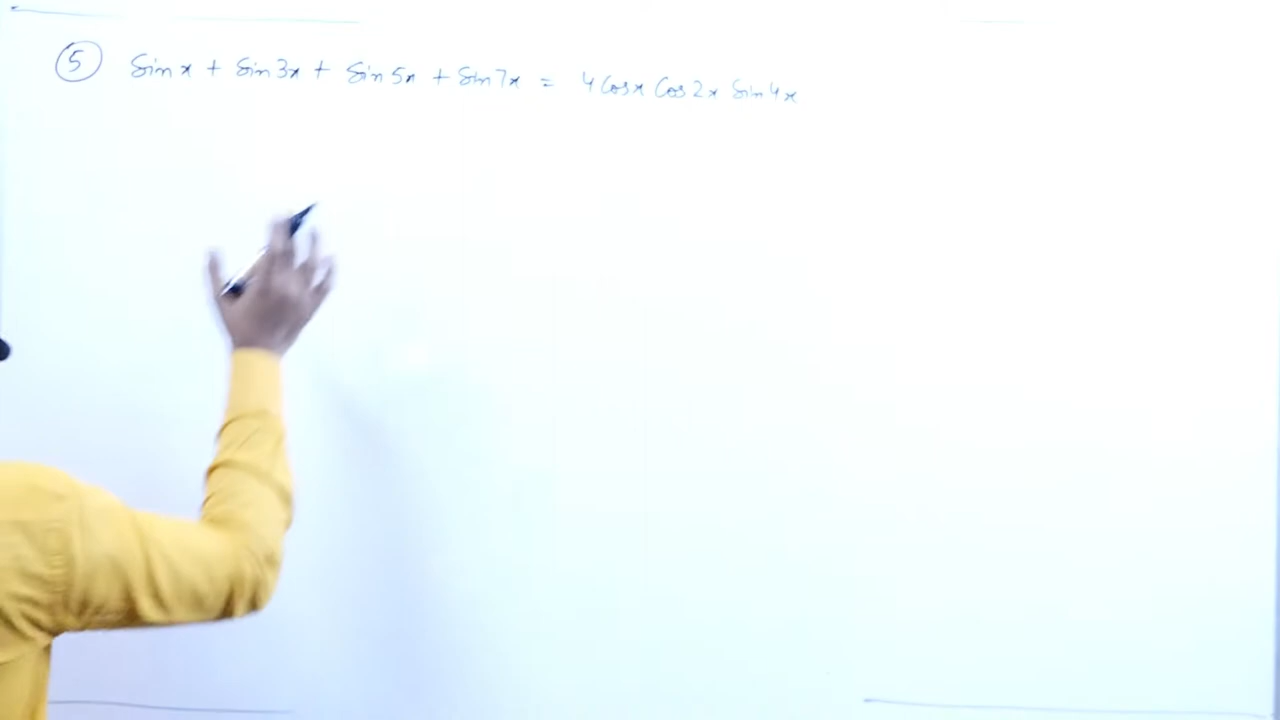 5 Sin x + Sin 3x + Sin 5x + Sin 7x = 4 Cos x Cos 2x Sin 4x